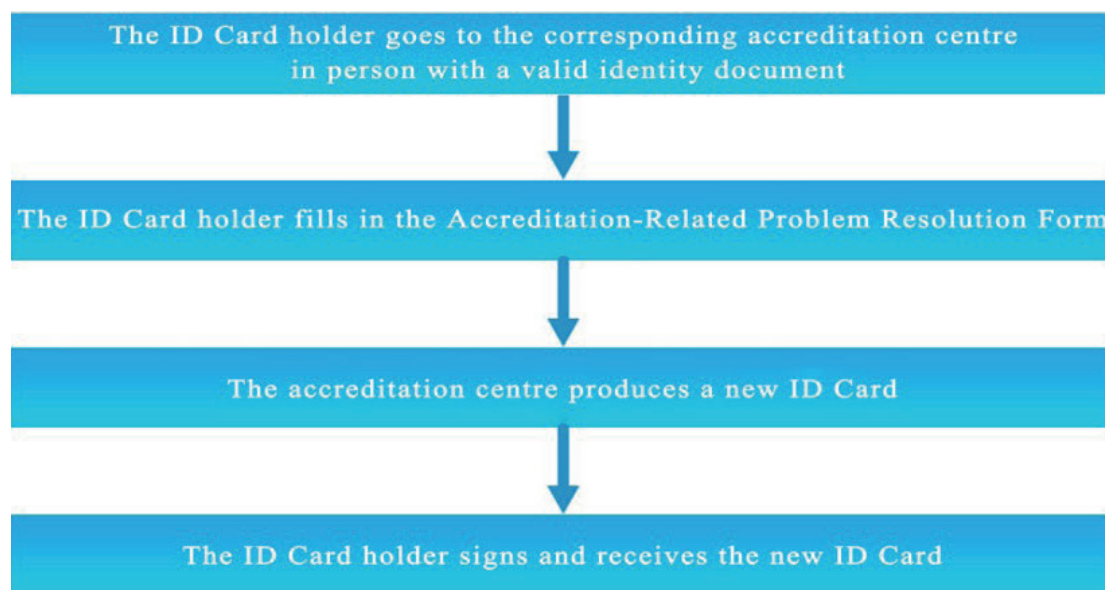 The ID Card holder goes to the corresponding accreditation centre
in person with a valid identity document
The ID Card holder fills in the Accreditation-Related Problem Resolution Form
The accreditation centre produces a new ID Card
The ID Card holder signs and receives the new ID Card